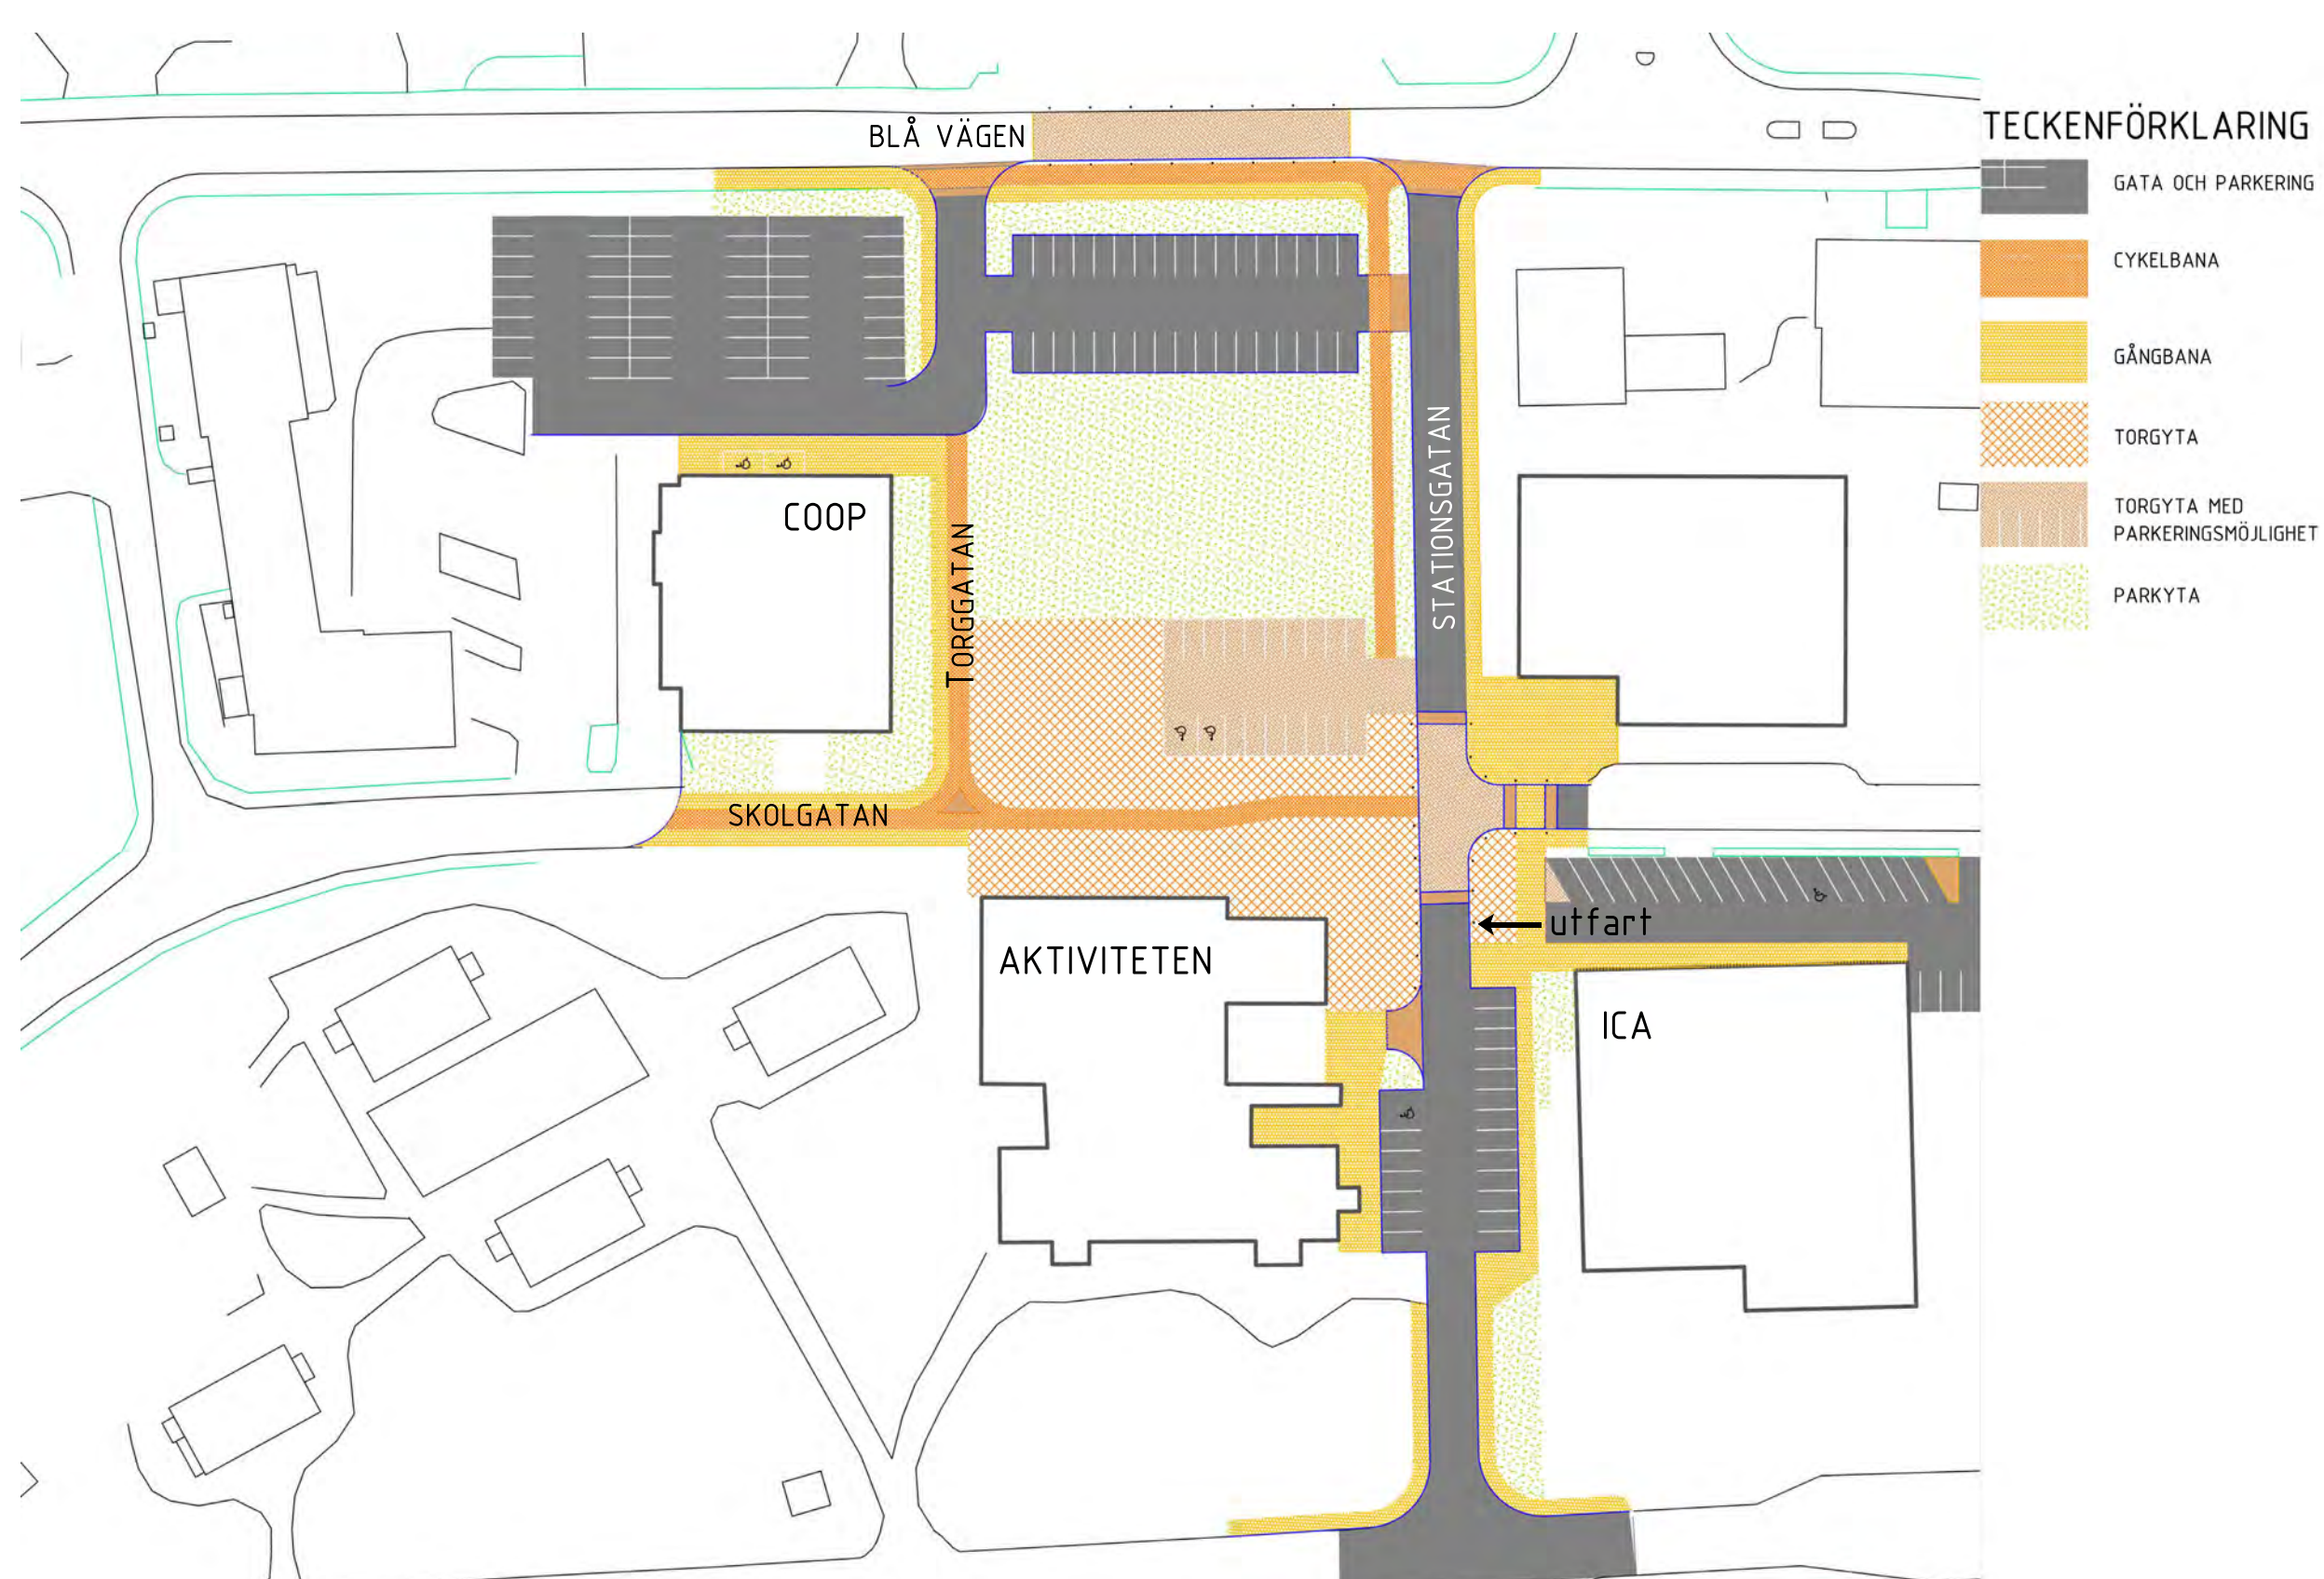 BLÅ VÄGEN
TECKENFÖRKLARING
GATA OCH PARKERING
CYKELBANA
GÅNGBANA
TORGYTA
TORGYTA MED
PARKERINGSMÖJLIGHET
PARKYTA
STATIONSGATAN
COOP
TORGGATAN
SKOLGATAN
AKTIVITETEN
utfart
ICA